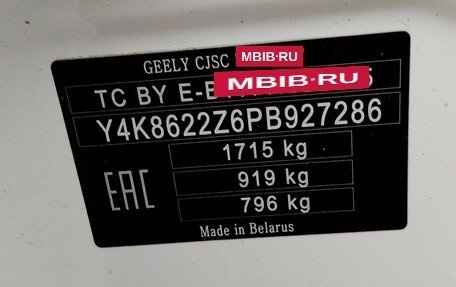 GEELY CJSC MBIB.RU
TC BY E-B MBIB.RU
Y4K8622Z6PB927286
1715 kg
919 kg
EAC 796 kg
Made in Belarus